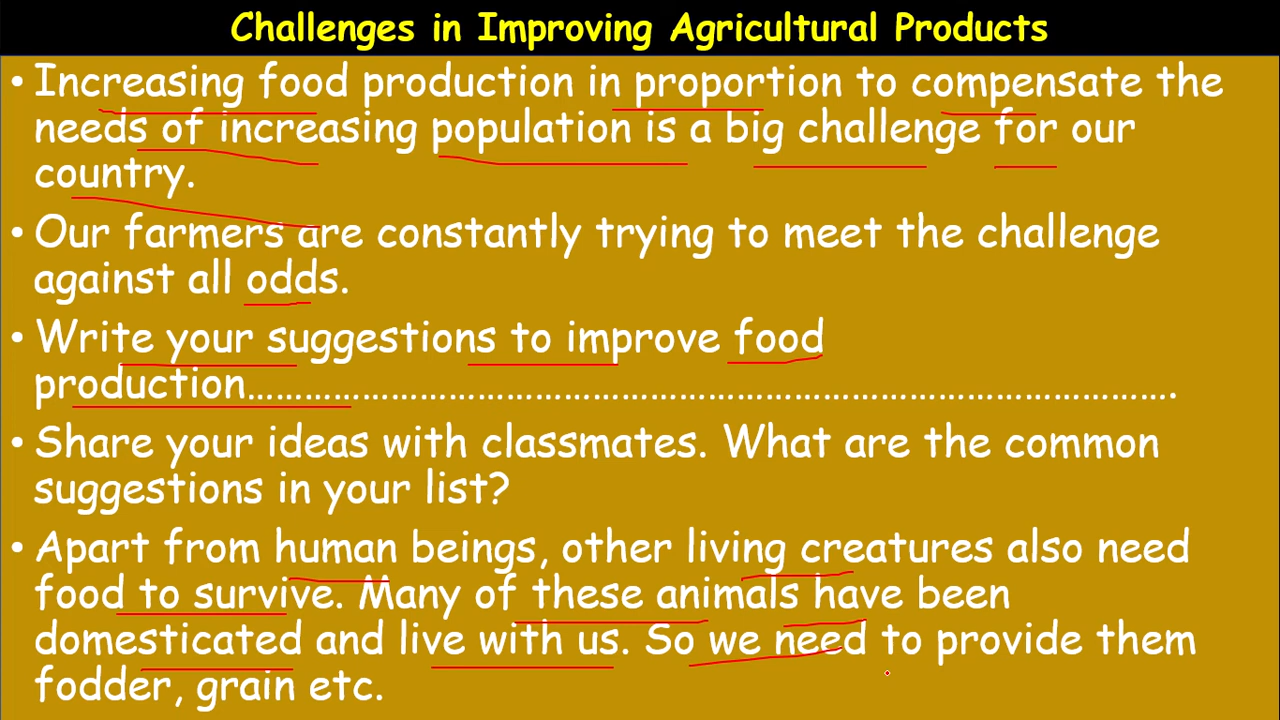 Challenges in Improving Agricultural Products
• Increasing food production in proportion to compensate the
needs of increasing population is a big challenge for our
country.
• Our farmers are constantly trying to meet the challenge
against all odds.
• Write your suggestions to improve food
production…………………………………………………………………………………….
• Share your ideas with classmates. What are the common
suggestions in your list?
• Apart from human beings, other living creatures also need
food to survive. Many of these animals have been
domesticated and live with us. So we need to provide them
fodder, grain etc.